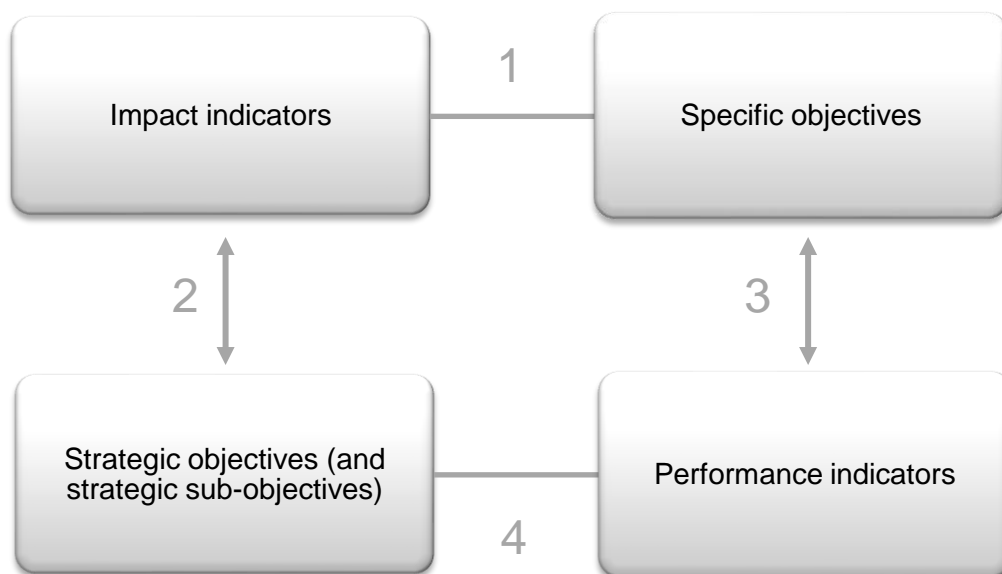 1
Impact indicators
Specific objectives
2
3
Strategic objectives (and
strategic sub-objectives)
Performance indicators
4